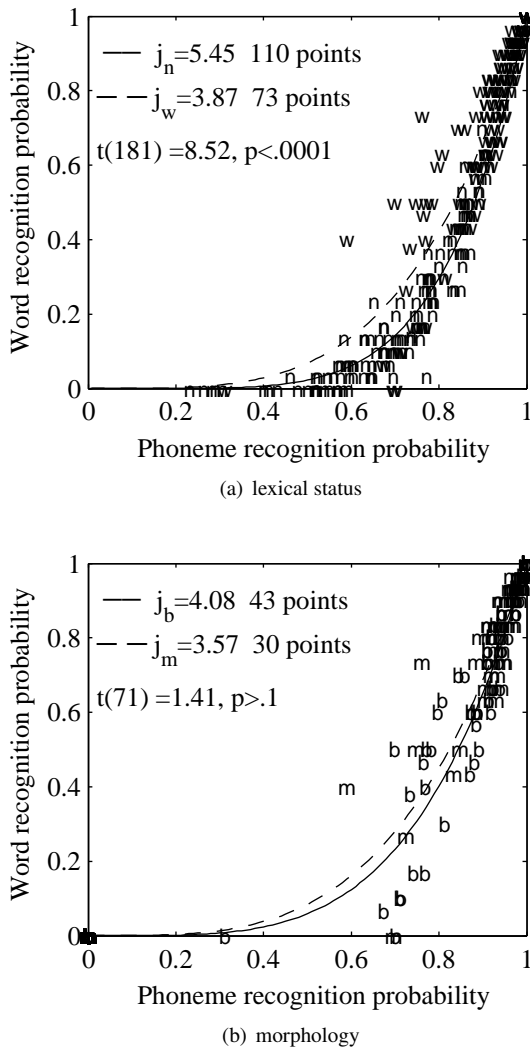 1
0.8
0.6
0.4
0.2
0
0 0.2 0.4 0.6 0.8 1
Word recognition probability
j_n=5.45 110 points
j_w=3.87 73 points
t(181) =8.52, p<.0001
Phoneme recognition probability
(a) lexical status
1
0.8
0.6
0.4
0.2
0
0 0.2 0.4 0.6 0.8 1
Word recognition probability
j_b=4.08 43 points
j_m=3.57 30 points
t(71) =1.41, p>.1
Phoneme recognition probability
(b) morphology